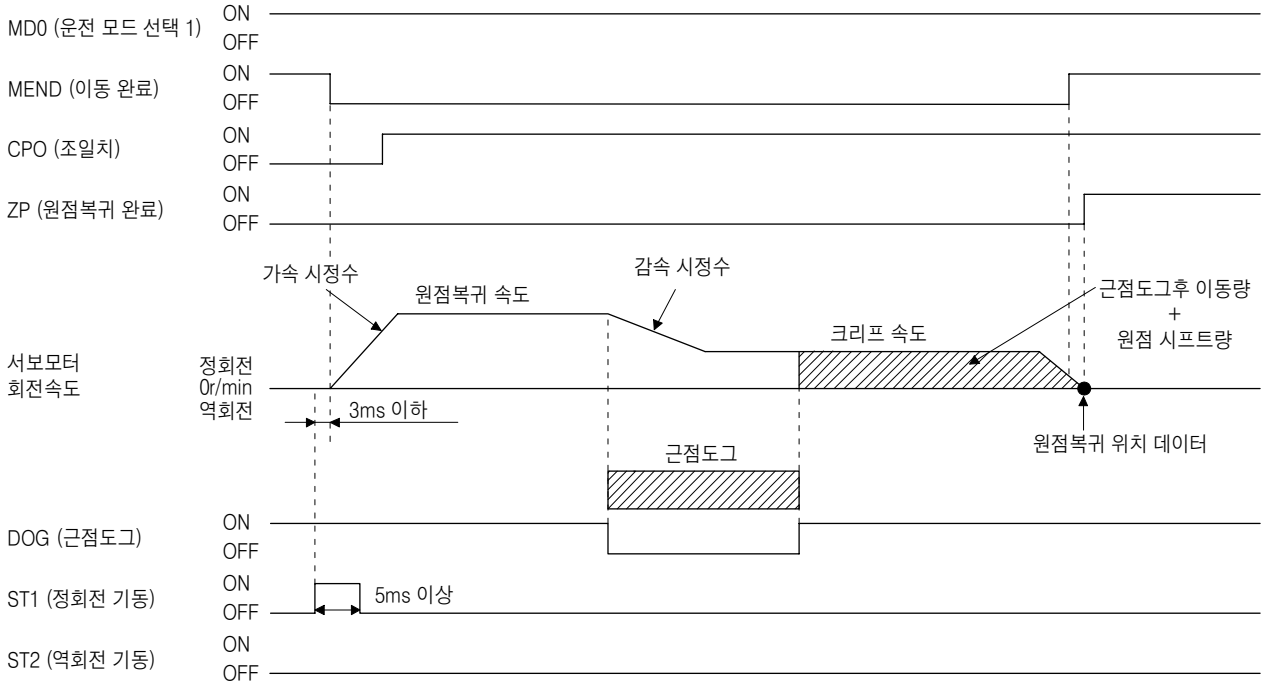 MD0 (운전 모드 선택 1)
ON
OFF
MEND (이동 완료)
ON
OFF
CPO (조일치)
ON
OFF
ZP (원점복귀 완료)
ON
OFF
가속 시정수
원점복귀 속도
감속 시정수
크리프 속도
근점도그후 이동량
+
원점 시프트량
서보모터
회전속도
정회전
0r/min
역회전
3ms 이하
원점복귀 위치 데이터
근점도그
DOG (근점도그)
ON
OFF
ST1 (정회전 기동)
ON
OFF
5ms 이상
ST2 (역회전 기동)
ON
OFF